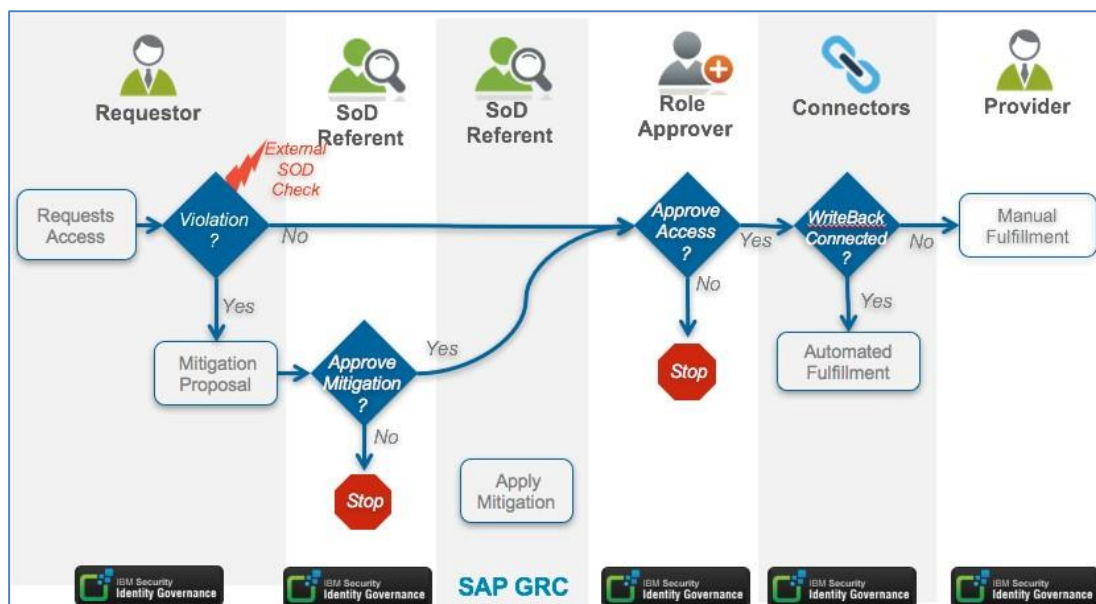 Requestor
SoD
Referent
SoD
Referent
Role
Approver
Connectors
Provider
External
SOD
Check
Requests
Access
Violation
?
No
Approve
Access
?
Yes
WriteBack
Connected
?
No
Manual
Fulfillment
Yes
No
Yes
Mitigation
Proposal
Approve
Mitigation
?
Yes
Stop
Automated
Fulfillment
No
Stop
Apply
Mitigation
IBM Security
Identity Governance
IBM Security
Identity Governance
SAP GRC
IBM Security
Identity Governance
IBM Security
Identity Governance
IBM Security
Identity Governance